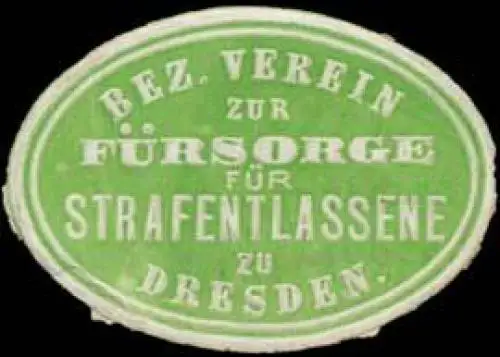 BEZ. VEREIN
ZUR
FÜRSORGE
FÜR
STRAFENTLASSENE
ZU
DRESDEN.